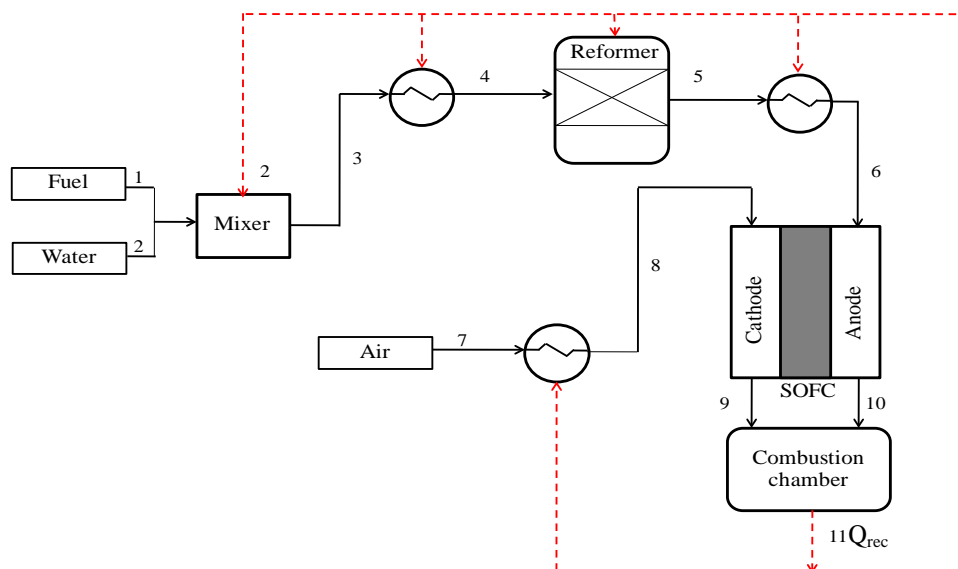 Reformer
4
5
3
2
6
Fuel
1
Mixer
Water
2
8
Cathode
Anode
Air
7
SOFC
9
10
Combustion
chamber
11Qrec